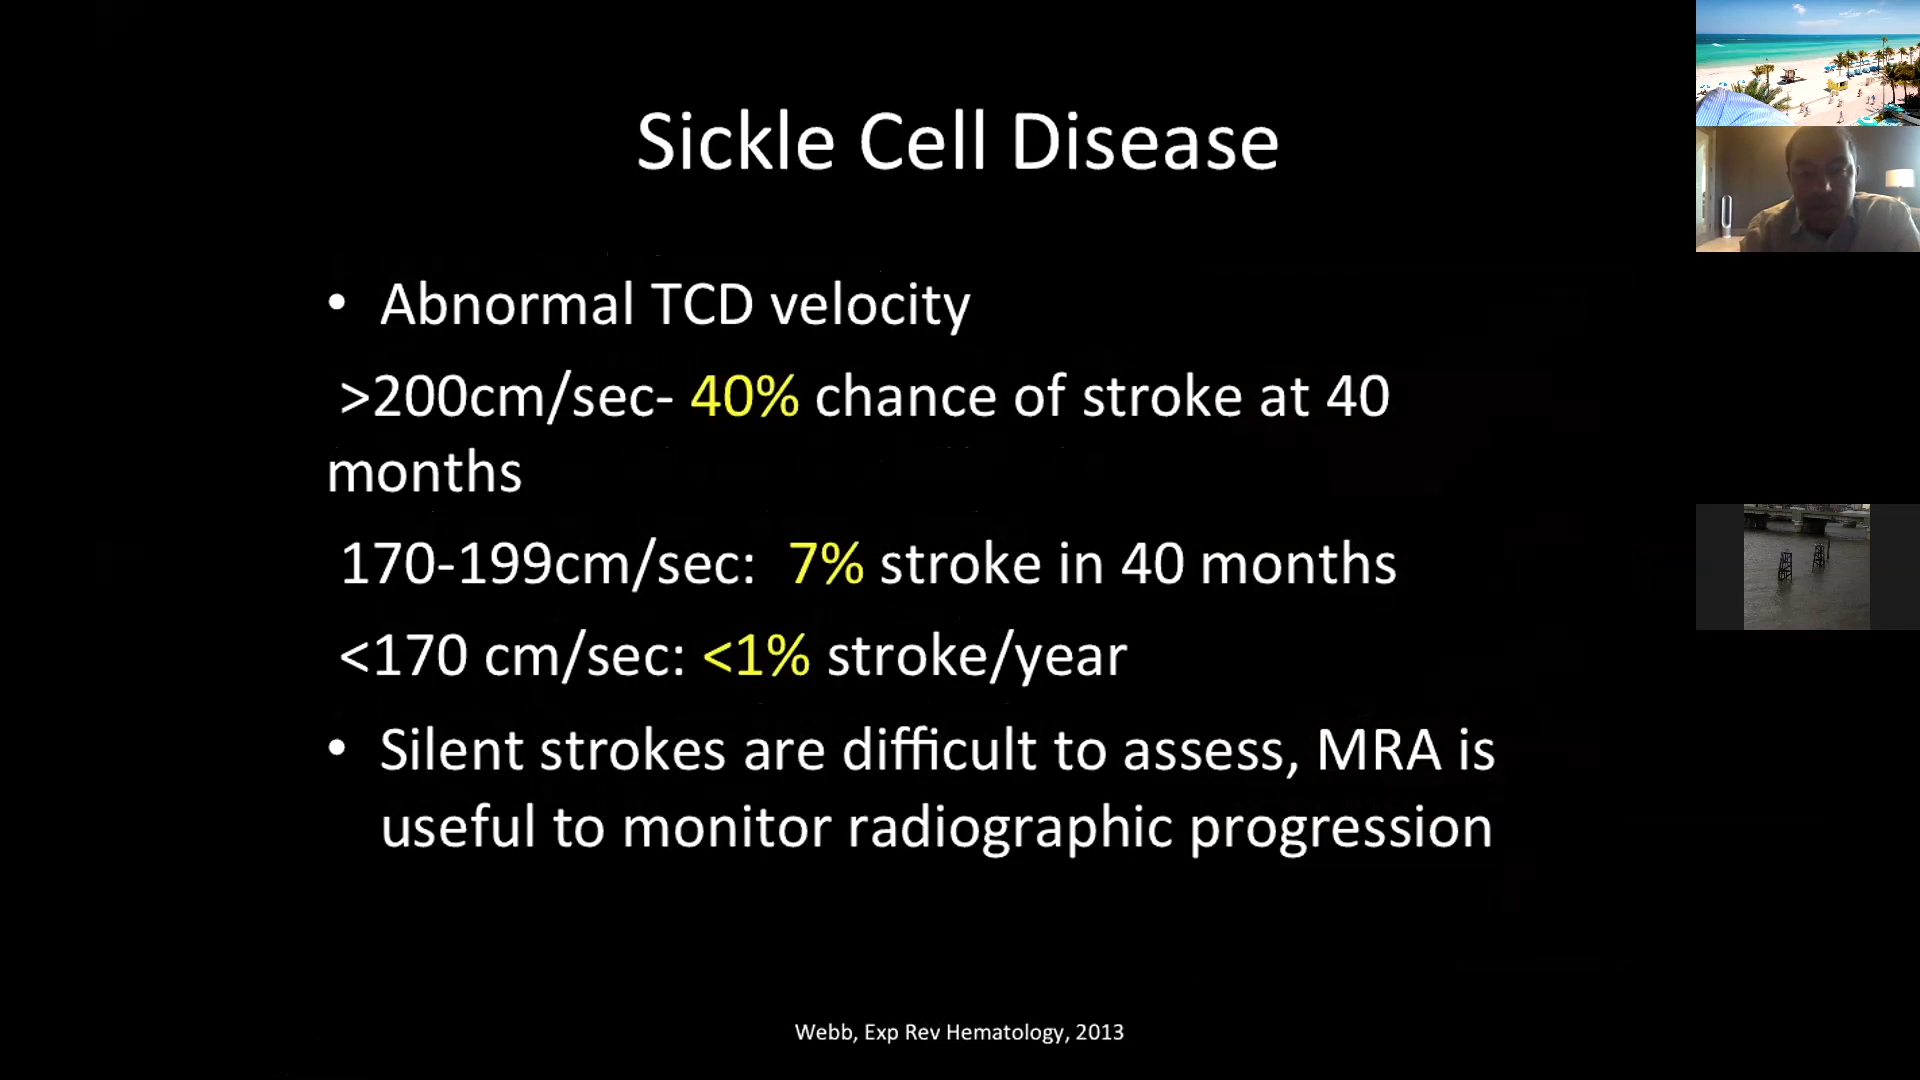 Sickle Cell Disease
• Abnormal TCD velocity
>200cm/sec- 40% chance of stroke at 40
months
170-199cm/sec:  7% stroke in 40 months
<170 cm/sec: <1% stroke/year
• Silent strokes are difficult to assess, MRA is
useful to monitor radiographic progression
Webb, Exp Rev Hematology, 2013